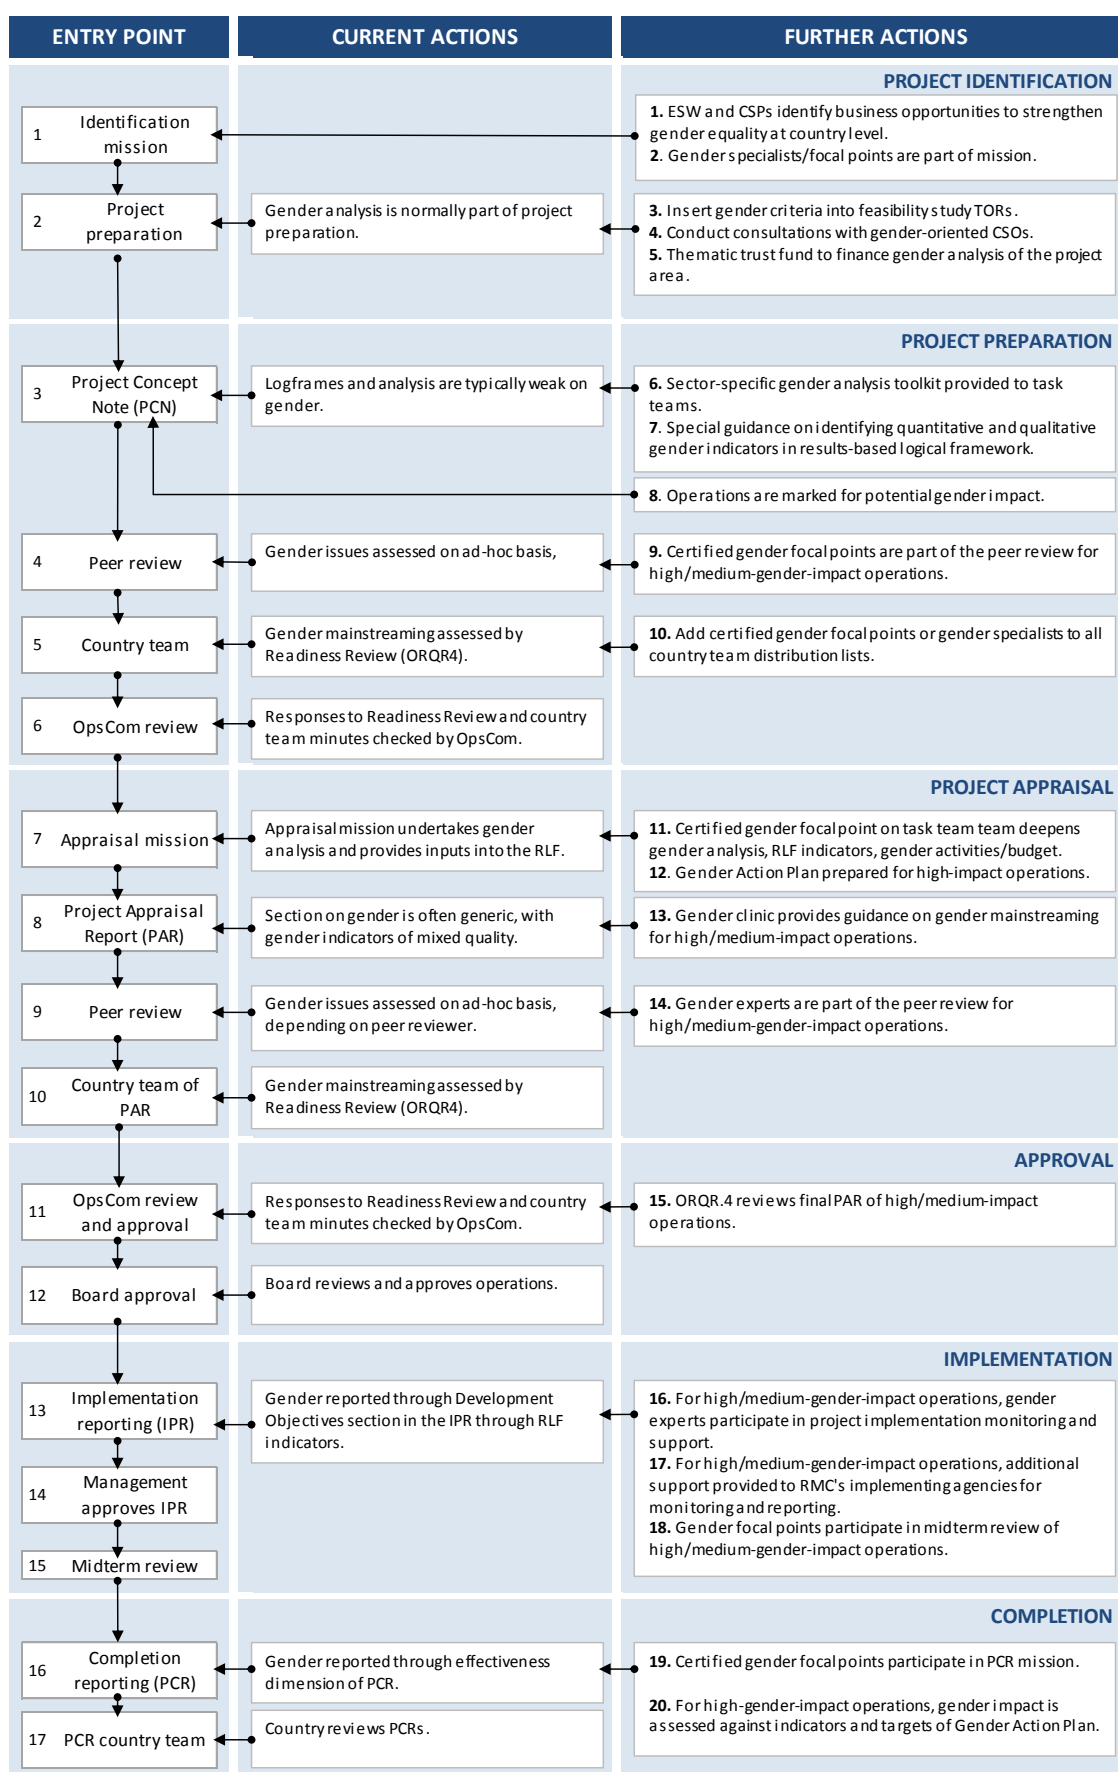 ENTRY POINT
CURRENT ACTIONS
FURTHER ACTIONS
PROJECT IDENTIFICATION
1
Identification
mission
1. ESW and CSPs identify business opportunities to strengthen
gender equality at country level.
2. Gender specialists/focal points are part of mission.
2
Project
preparation
Gender analysis is normally part of project
preparation.
3. Insert gender criteria into feasibility study TORs.
4. Conduct consultations with gender-oriented CSOs.
5. Thematic trust fund to finance gender analysis of the project
area.
PROJECT PREPARATION
3
Project Concept
Note (PCN)
Logframes and analysis are typically weak on
gender.
6. Sector-specific gender analysis toolkit provided to task
teams.
7. Special guidance on identifying quantitative and qualitative
gender indicators in results-based logical framework.
8. Operations are marked for potential gender impact.
4
Peer review
Gender issues assessed on ad-hoc basis,
9. Certified gender focal points are part of the peer review for
high/medium-gender-impact operations.
5
Country team
Gender mainstreaming assessed by
Readiness Review (ORQR4).
10. Add certified gender focal points or gender specialists to all
country team distribution lists.
6
OpsCom review
Responses to Readiness Review and country
team minutes checked by OpsCom.
PROJECT APPRAISAL
7
Appraisal mission
Appraisal mission undertakes gender
analysis and provides inputs into the RLF.
11. Certified gender focal point on task team team deepens
gender analysis, RLF indicators, gender activities/budget.
12. Gender Action Plan prepared for high-impact operations.
8
Project Appraisal
Report (PAR)
Section on gender is often generic, with
gender indicators of mixed quality.
13. Gender clinic provides guidance on gender mainstreaming
for high/medium-impact operations.
9
Peer review
Gender issues assessed on ad-hoc basis,
depending on peer reviewer.
14. Gender experts are part of the peer review for
high/medium-gender-impact operations.
10
Country team of
PAR
Gender mainstreaming assessed by
Readiness Review (ORQR4).
APPROVAL
11
OpsCom review
and approval
Responses to Readiness Review and country
team minutes checked by OpsCom.
15. ORQR.4 reviews final PAR of high/medium-impact
operations.
12
Board approval
Board reviews and approves operations.
IMPLEMENTATION
13
Implementation
reporting (IPR)
Gender reported through Development
Objectives section in the IPR through RLF
indicators.
16. For high/medium-gender-impact operations, gender
experts participate in project implementation monitoring and
support.
17. For high/medium-gender-impact operations, additional
support provided to RMC's implementing agencies for
monitoring and reporting.
18. Gender focal points participate in midterm review of
high/medium-gender-impact operations.
14
Management
approves IPR
15
Midterm review
COMPLETION
16
Completion
reporting (PCR)
Gender reported through effectiveness
dimension of PCR.
19. Certified gender focal points participate in PCR mission.
20. For high-gender-impact operations, gender impact is
assessed against indicators and targets of Gender Action Plan.
17
PCR country team
Country reviews PCRs.